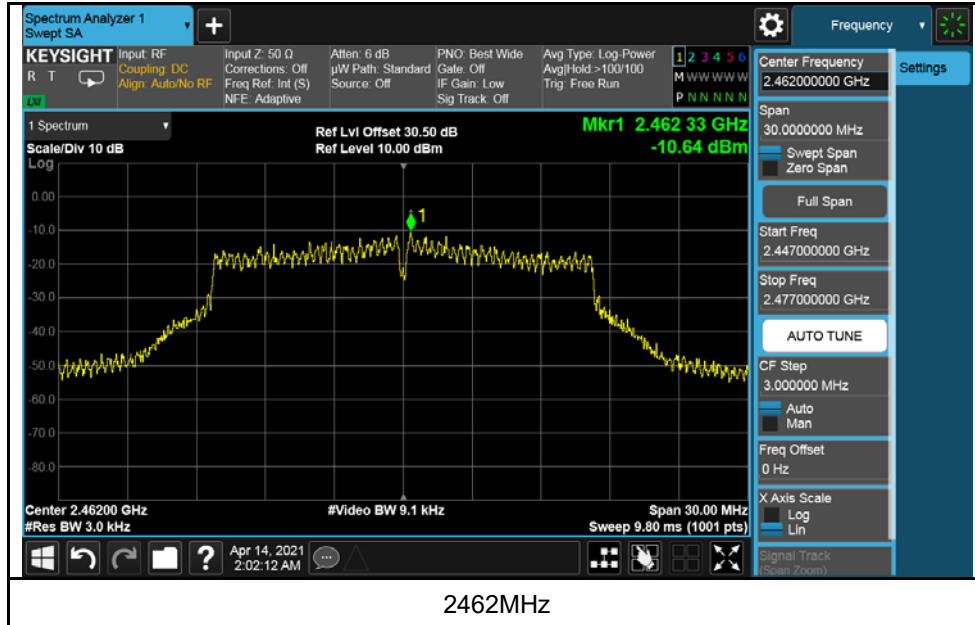 Spectrum Analyzer 1
Swept SA
+
Frequency
KEYSIGHT
R T
LXI
Input: RF
Coupling: DC
Align: Auto/No RF
Input Z: 50 Ω
Corrections: Off
Freq Ref: Int (S)
NFE: Adaptive
Atten: 6 dB
µW Path: Standard
Source: Off
PNO: Best Wide
Gate: Off
IF Gain: Low
Sig Track: Off
Avg Type: Log-Power
Avg|Hold:>100/100
Trig: Free Run
1 2 3 4 5 6
M W W W W W
P N N N N N
1 Spectrum
Scale/Div 10 dB
Log
Ref Lvl Offset 30.50 dB
Ref Level 10.00 dBm
Mkr1 2.462 33 GHz
-10.64 dBm
0.00
-10.0
-20.0
-30.0
-40.0
-50.0
-60.0
-70.0
-80.0
1
Center 2.46200 GHz
#Res BW 3.0 kHz
#Video BW 9.1 kHz
Span 30.00 MHz
Sweep 9.80 ms (1001 pts)
?
Apr 14, 2021
2:02:12 AM
Center Frequency
2.462000000 GHz
Span
30.0000000 MHz
Swept Span
Zero Span
Full Span
Start Freq
2.447000000 GHz
Stop Freq
2.477000000 GHz
AUTO TUNE
CF Step
3.000000 MHz
Auto
Man
Freq Offset
0 Hz
X Axis Scale
Log
Lin
Signal Track
(Span Zoom)
Settings
2462MHz